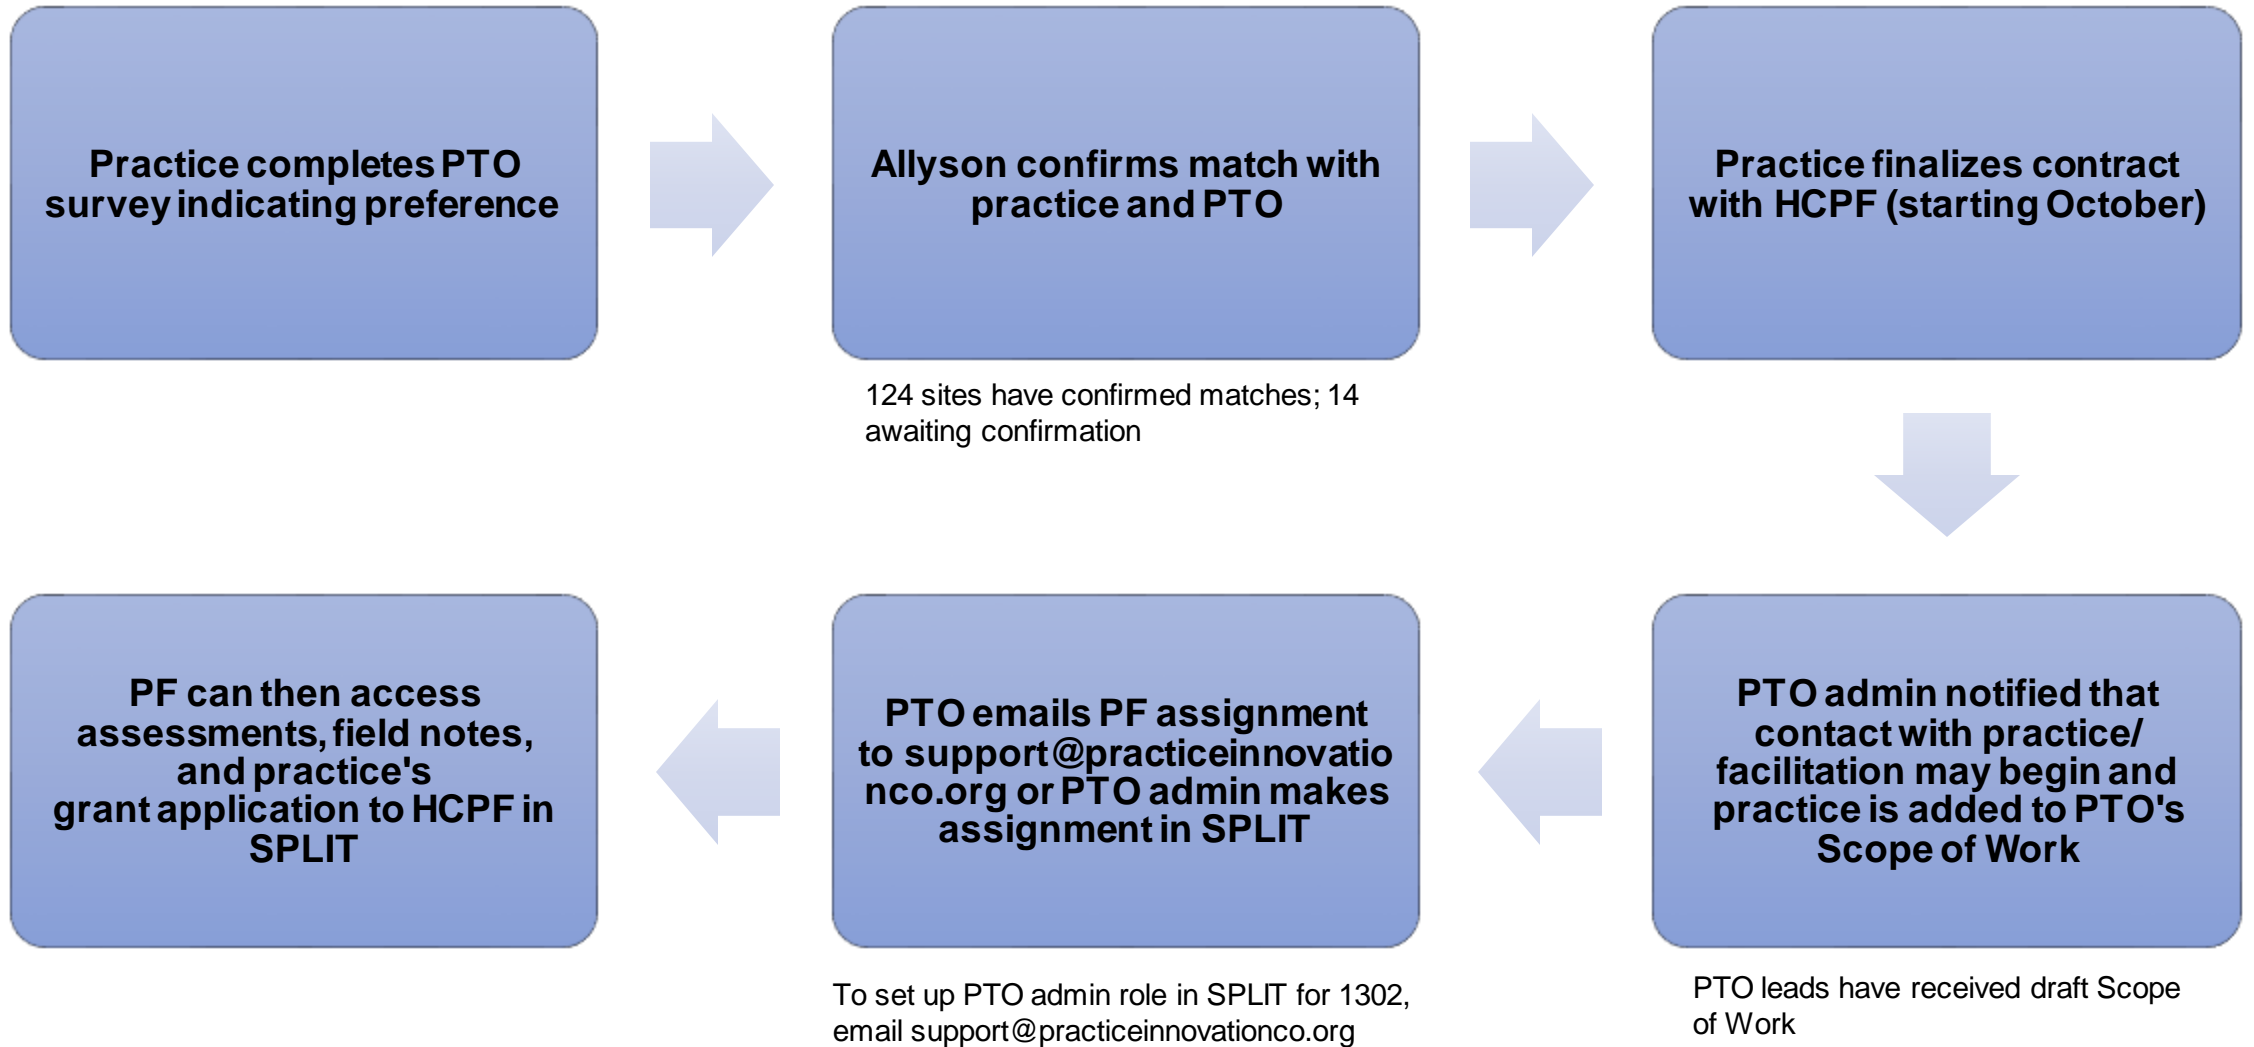 Practice completes PTO
survey indicating preference
Allyson confirms match with
practice and PTO
124 sites have confirmed matches; 14
awaiting confirmation
Practice finalizes contract
with HCPF (starting October)
PTO admin notified that
contact with practice/
facilitation may begin and
practice is added to PTO's
Scope of Work
PTO leads have received draft Scope
of Work
PTO emails PF assignment
to support@practiceinnovatio
nco.org or PTO admin makes
assignment in SPLIT
To set up PTO admin role in SPLIT for 1302,
email support@practiceinnovationco.org
PF can then access
assessments, field notes,
and practice's
grant application to HCPF in
SPLIT